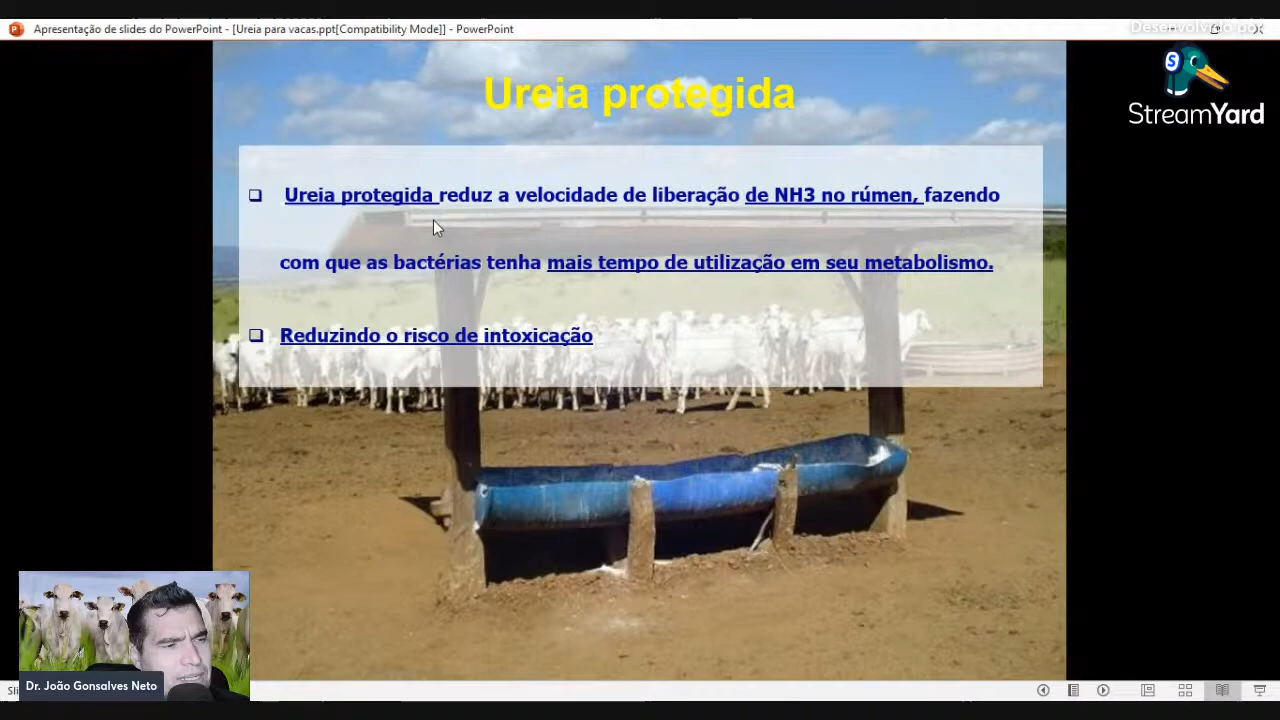 Apresentação de slides do PowerPoint - [Ureia para vacas.ppt[Compatibility Mode]] - PowerPoint
Desenvolvido por
StreamYard
Ureia protegida
Ureia protegida reduz a velocidade de liberação de NH3 no rúmen, fazendo
com que as bactérias tenha mais tempo de utilização em seu metabolismo.
Reduzindo o risco de intoxicação
Dr. João Gonsalves Neto